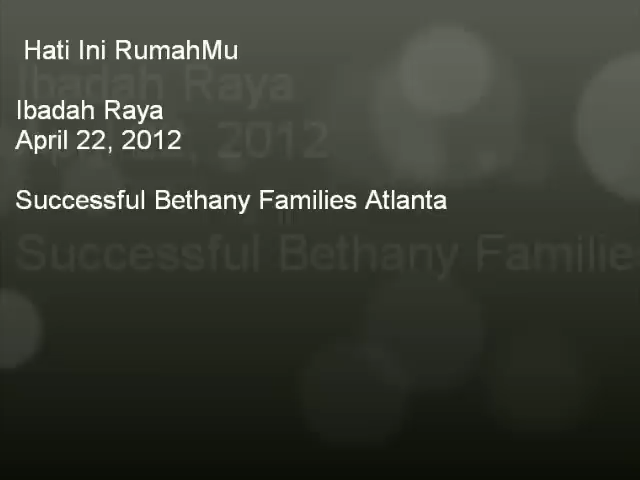 Hati Ini RumahMu
Ibadah Raya
April 22, 2012
Successful Bethany Families Atlanta